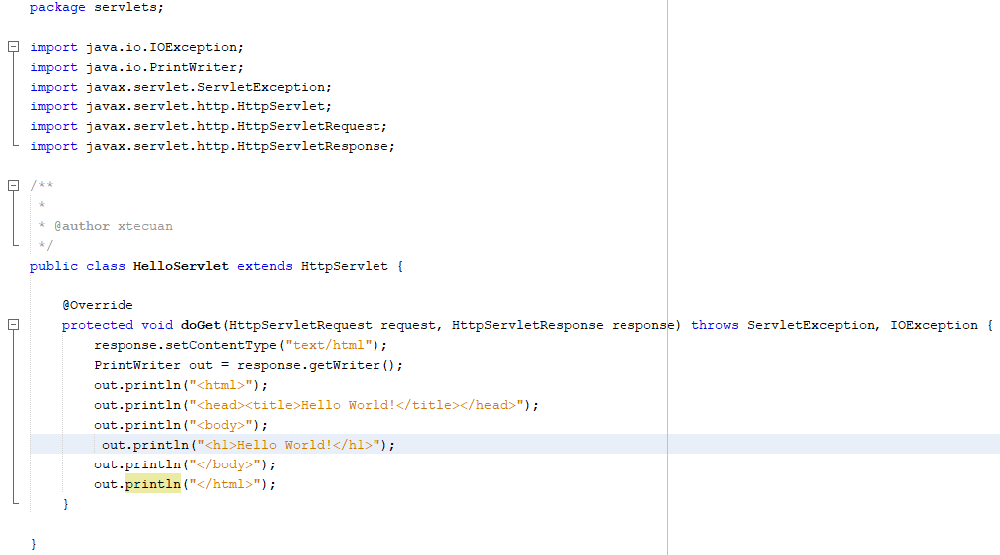 package servlets;
import java.io.IOException;
import java.io.PrintWriter;
import javax.servlet.ServletException;
import javax.servlet.http.HttpServlet;
import javax.servlet.http.HttpServletRequest;
import javax.servlet.http.HttpServletResponse;
/**
 *
 * @author xtecuan
 */
public class HelloServlet extends HttpServlet {
    @Override
    protected void doGet(HttpServletRequest request, HttpServletResponse response) throws ServletException, IOException {
        response.setContentType("text/html");
        PrintWriter out = response.getWriter();
        out.println("<html>");
        out.println("<head><title>Hello World!</title></head>");
        out.println("<body>");
         out.println("<h1>Hello World!</h1>");
        out.println("</body>");
        out.println("</html>");
    }
}